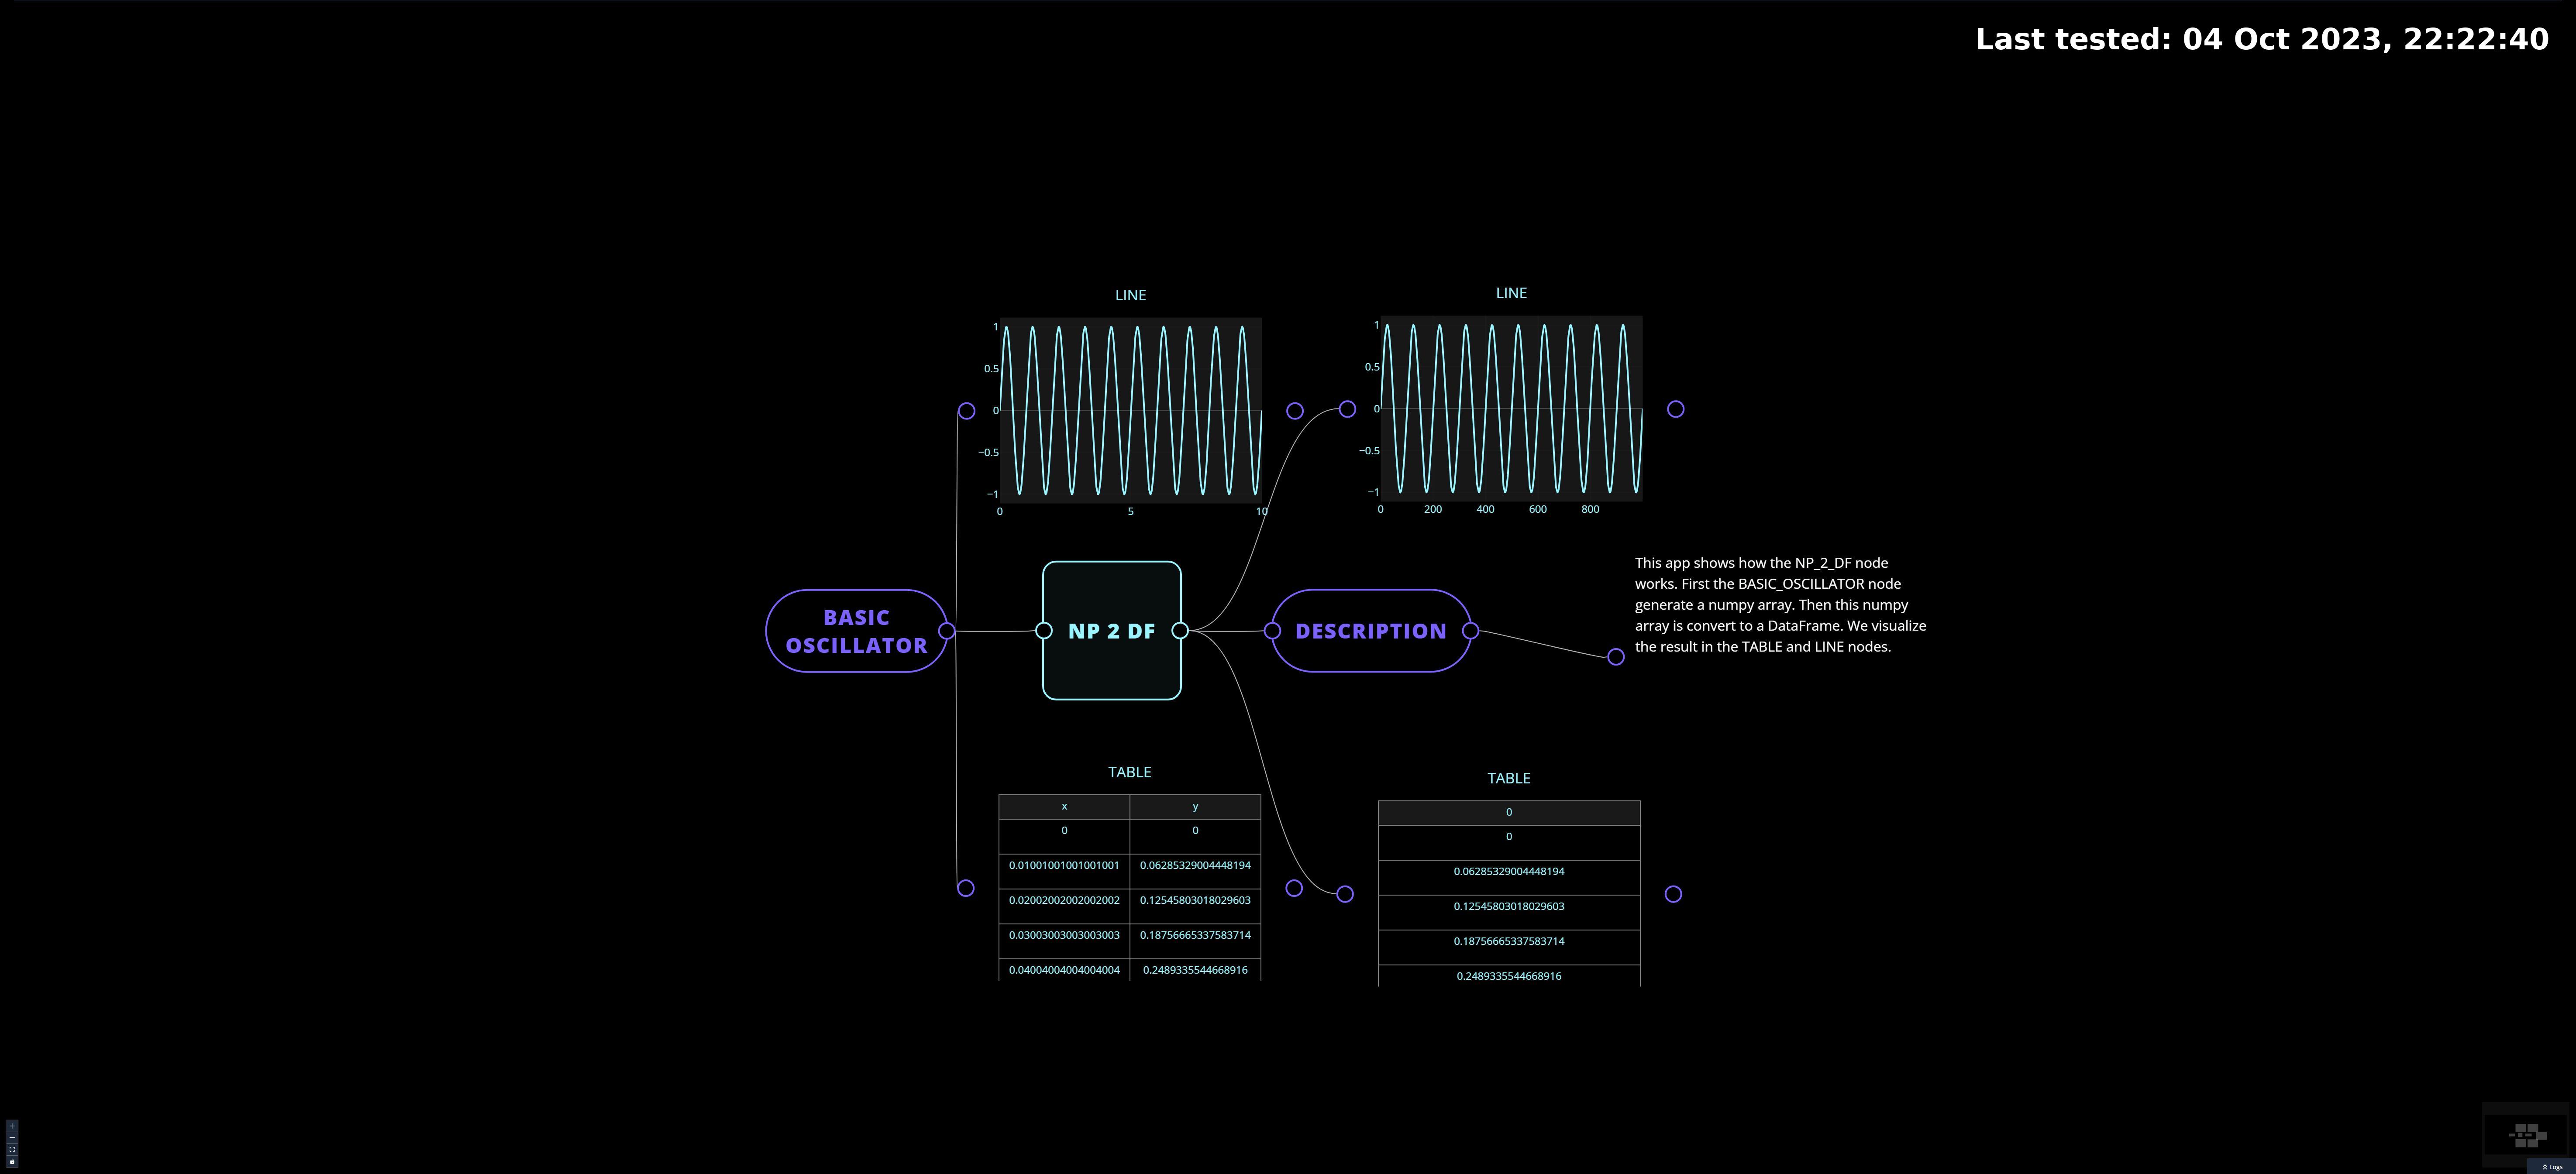 Last tested: 04 Oct 2023, 22:22:40
LINE
1
0.5
0
−0.5
−1
0
5
10
LINE
1
0.5
0
−0.5
−1
0
200
400
600
800
BASIC
OSCILLATOR
NP 2 DF
DESCRIPTION
This app shows how the NP_2_DF node
works. First the BASIC_OSCILLATOR node
generate a numpy array. Then this numpy
array is convert to a DataFrame. We visualize
the result in the TABLE and LINE nodes.
TABLE
x y
0 0
0.01001001001001001 0.06285329004448194
0.02002002002002002 0.12545803018029603
0.03003003003003003 0.18756665337583714
0.04004004004004004 0.2489335544668916
TABLE
0
0
0.06285329004448194
0.12545803018029603
0.18756665337583714
0.2489335544668916
Logs